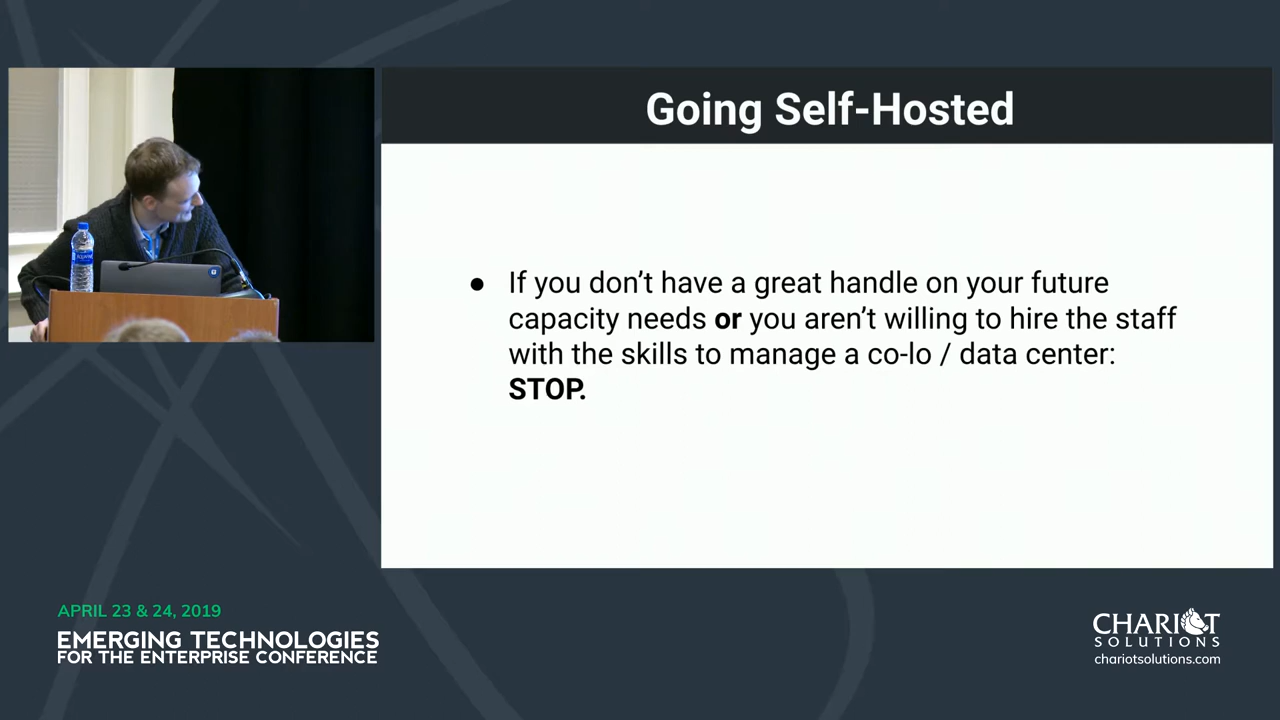 Going Self-Hosted
● If you don't have a great handle on your future
capacity needs or you aren't willing to hire the staff
with the skills to manage a co-lo / data center:
STOP.
APRIL 23 & 24, 2019
EMERGING TECHNOLOGIES
FOR THE ENTERPRISE CONFERENCE
CHARIOT
SOLUTIONS
chariotsolutions.com